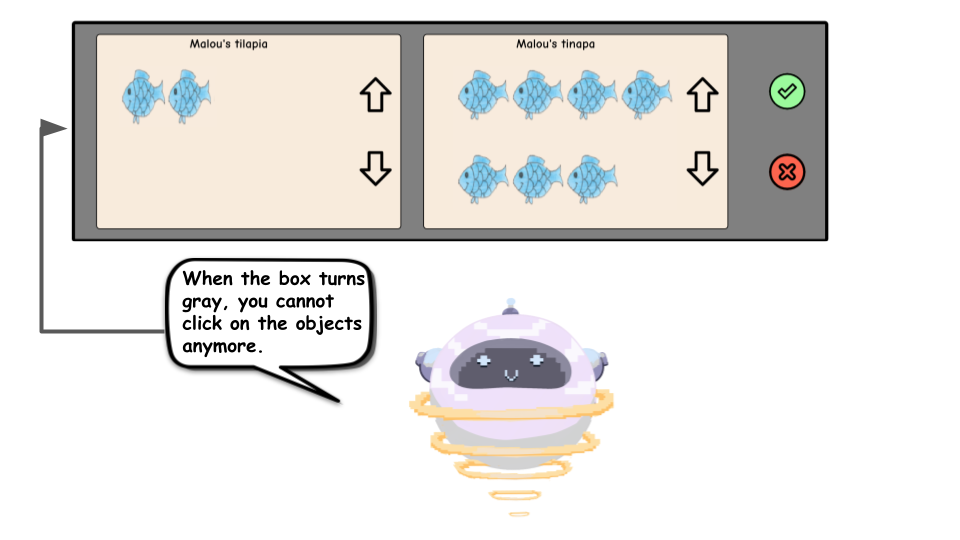 Malou's tilapia
Malou's tinapa
When the box turns
gray, you cannot
click on the objects
anymore.